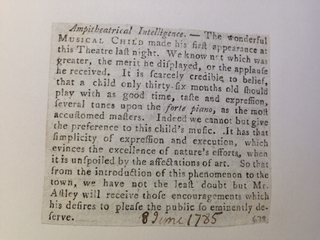 Ampitheatrical Intelligence. — The wonderful
MUSICAL CHILD made his first appearance at
this Theatre last night. We know not which was
greater, the merit he displayed, or the applause
he received. It is scarcely credible to belief,
that a child only thirty-six months old should
play with as good time, taste and expression,
several tunes upon the forte piano, as the most
accustomed masters. Indeed we cannot but give
the preference to this child's music. It has that
simplicity of expression and execution, which
evinces the excellence of nature's efforts, when
it is unspoiled by the affectations of art. So that
from the introduction of this phenomenon to the
town, we have not the least doubt but Mr.
Astley will receive those encouragements which
his desires to please the public so eminently de-
serve. 8 June 1785